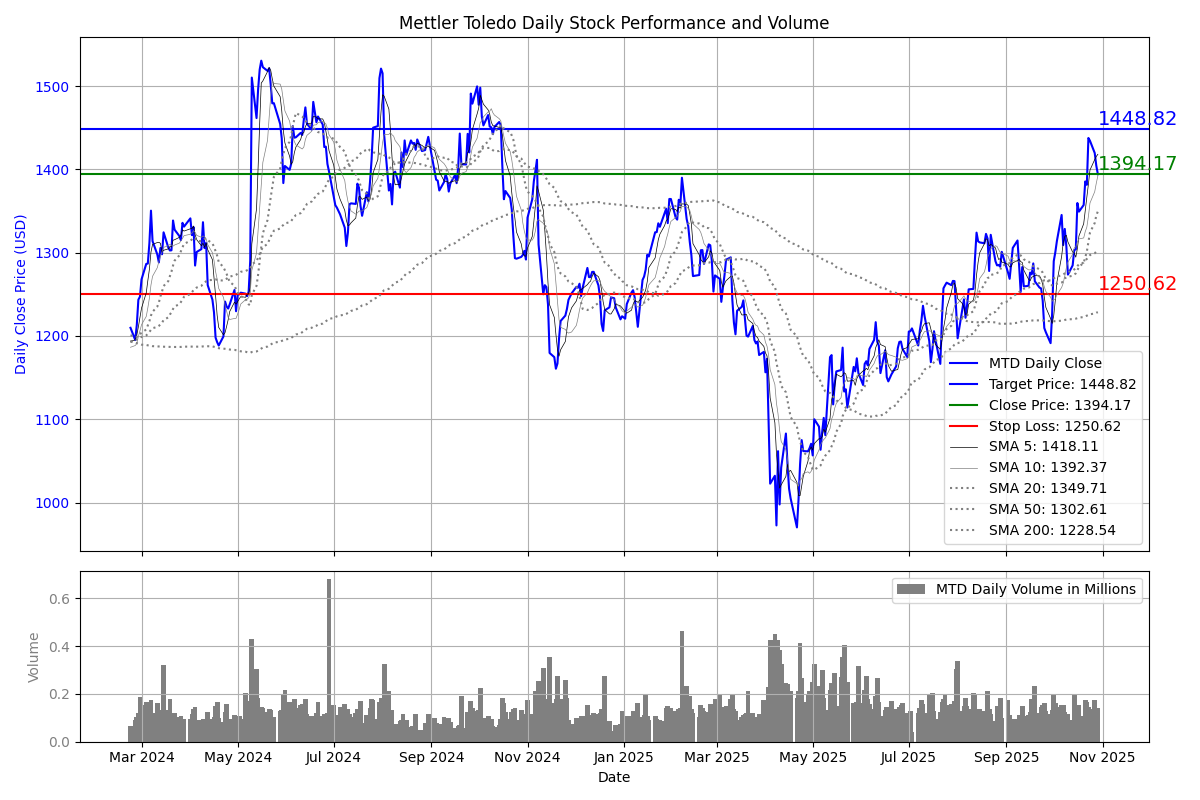 Mettler Toledo Daily Stock Performance and Volume
Daily Close Price (USD)
1500
1400
1300
1200
1100
1000
1448.82
1394.17
1250.62
MTD Daily Close
Target Price: 1448.82
Close Price: 1394.17
Stop Loss: 1250.62
SMA 5: 1418.11
SMA 10: 1392.37
SMA 20: 1349.71
SMA 50: 1302.61
SMA 200: 1228.54
Volume
0.6
0.4
0.2
0.0
MTD Daily Volume in Millions
Mar 2024 May 2024 Jul 2024 Sep 2024 Nov 2024 Jan 2025 Mar 2025 May 2025 Jul 2025 Sep 2025 Nov 2025
Date